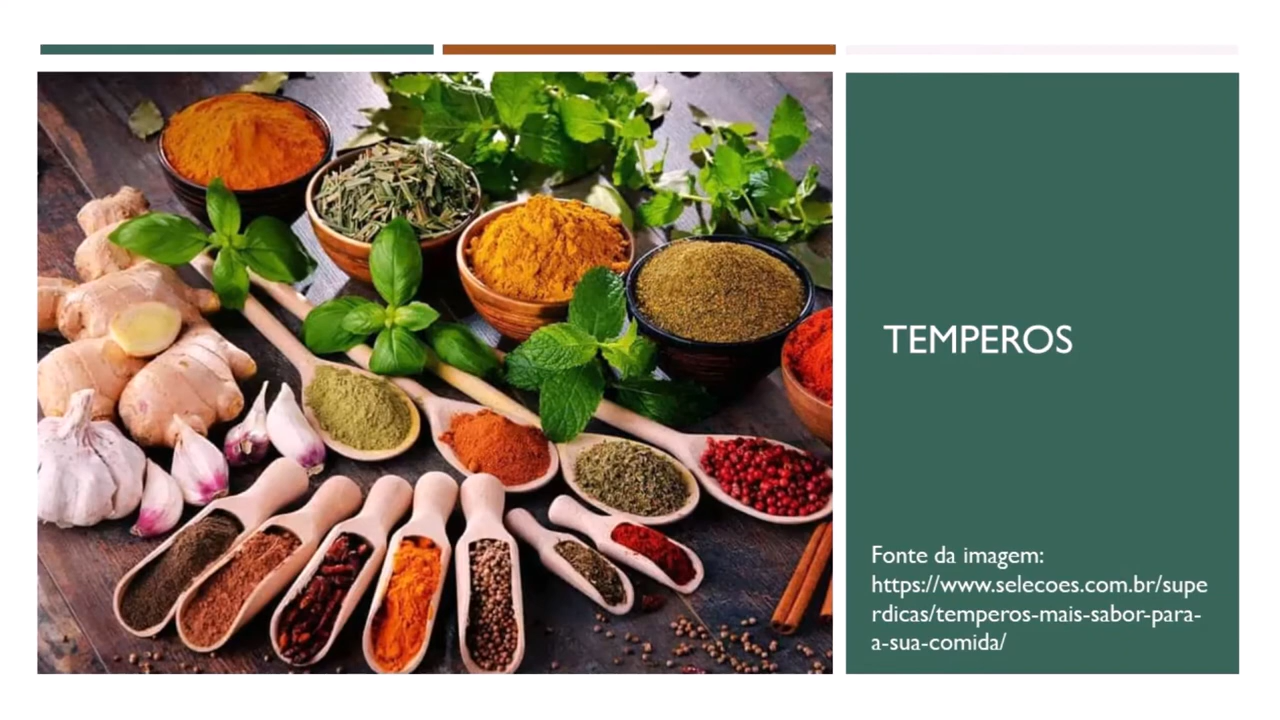 TEMPEROS
Fonte da imagem:
https://www.selecoes.com.br/supe
rdicas/temperos-mais-sabor-para-
a-sua-comida/